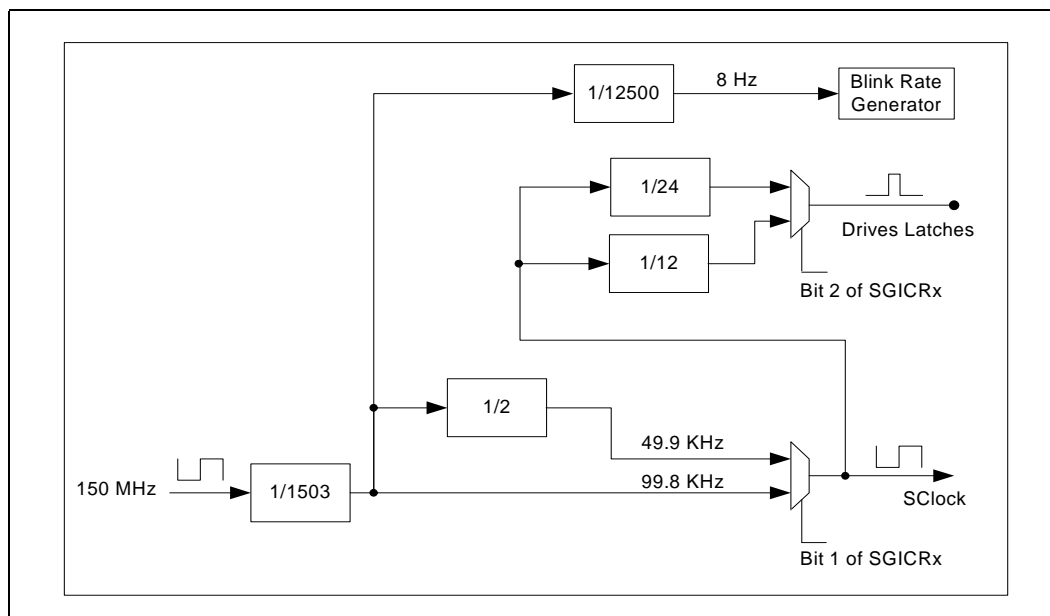 1/12500
8 Hz
Blink Rate
Generator
1/24
Drives Latches
1/12
Bit 2 of SGICRx
1/2
49.9 KHz
150 MHz
1/1503
99.8 KHz
SClock
Bit 1 of SGICRx